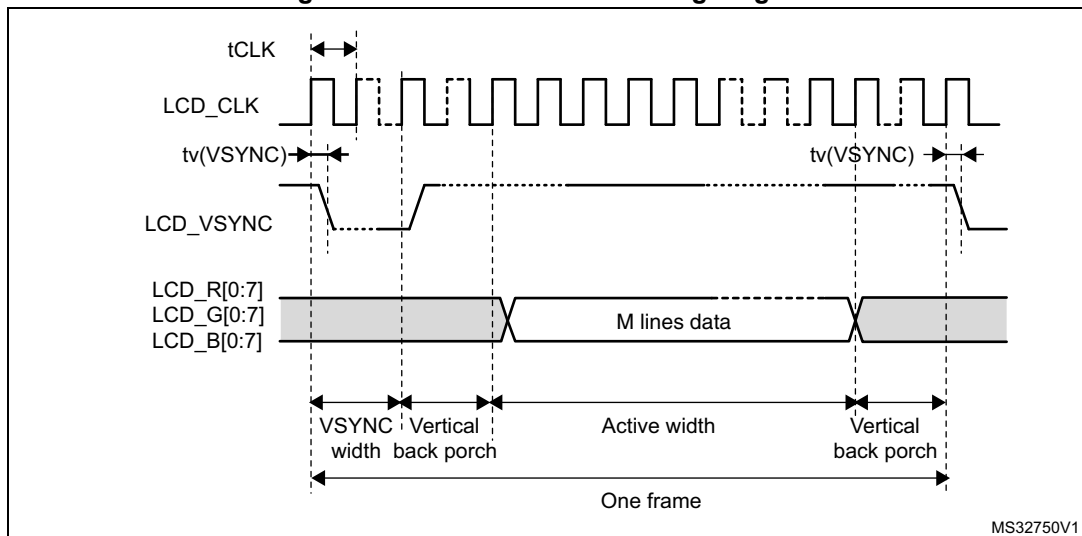 tCLK
LCD_CLK
tv(VSYNC)
tv(VSYNC)
LCD_VSYNC
LCD_R[0:7]
LCD_G[0:7]
LCD_B[0:7]
M lines data
VSYNC width
Vertical back porch
Active width
Vertical back porch
One frame
MS32750V1